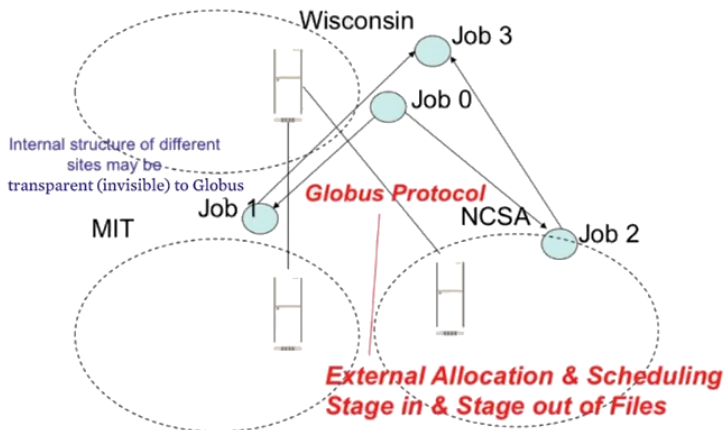 Wisconsin
Job 3
Job 0
Internal structure of different
sites may be
transparent (invisible) to Globus
Globus Protocol
Job 1
NCSA
MIT
Job 2
External Allocation & Scheduling
Stage in & Stage out of Files